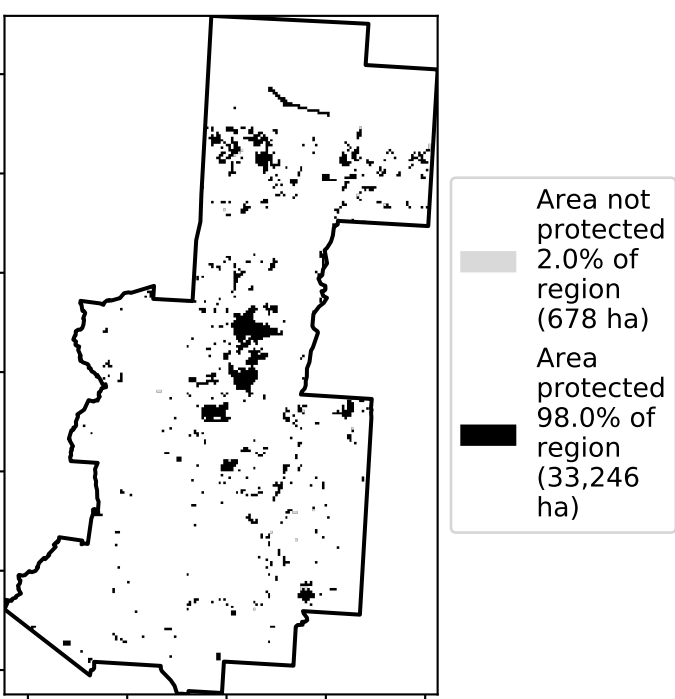 Area not
protected
2.0% of
region
(678 ha)
Area
protected
98.0% of
region
(33,246
ha)